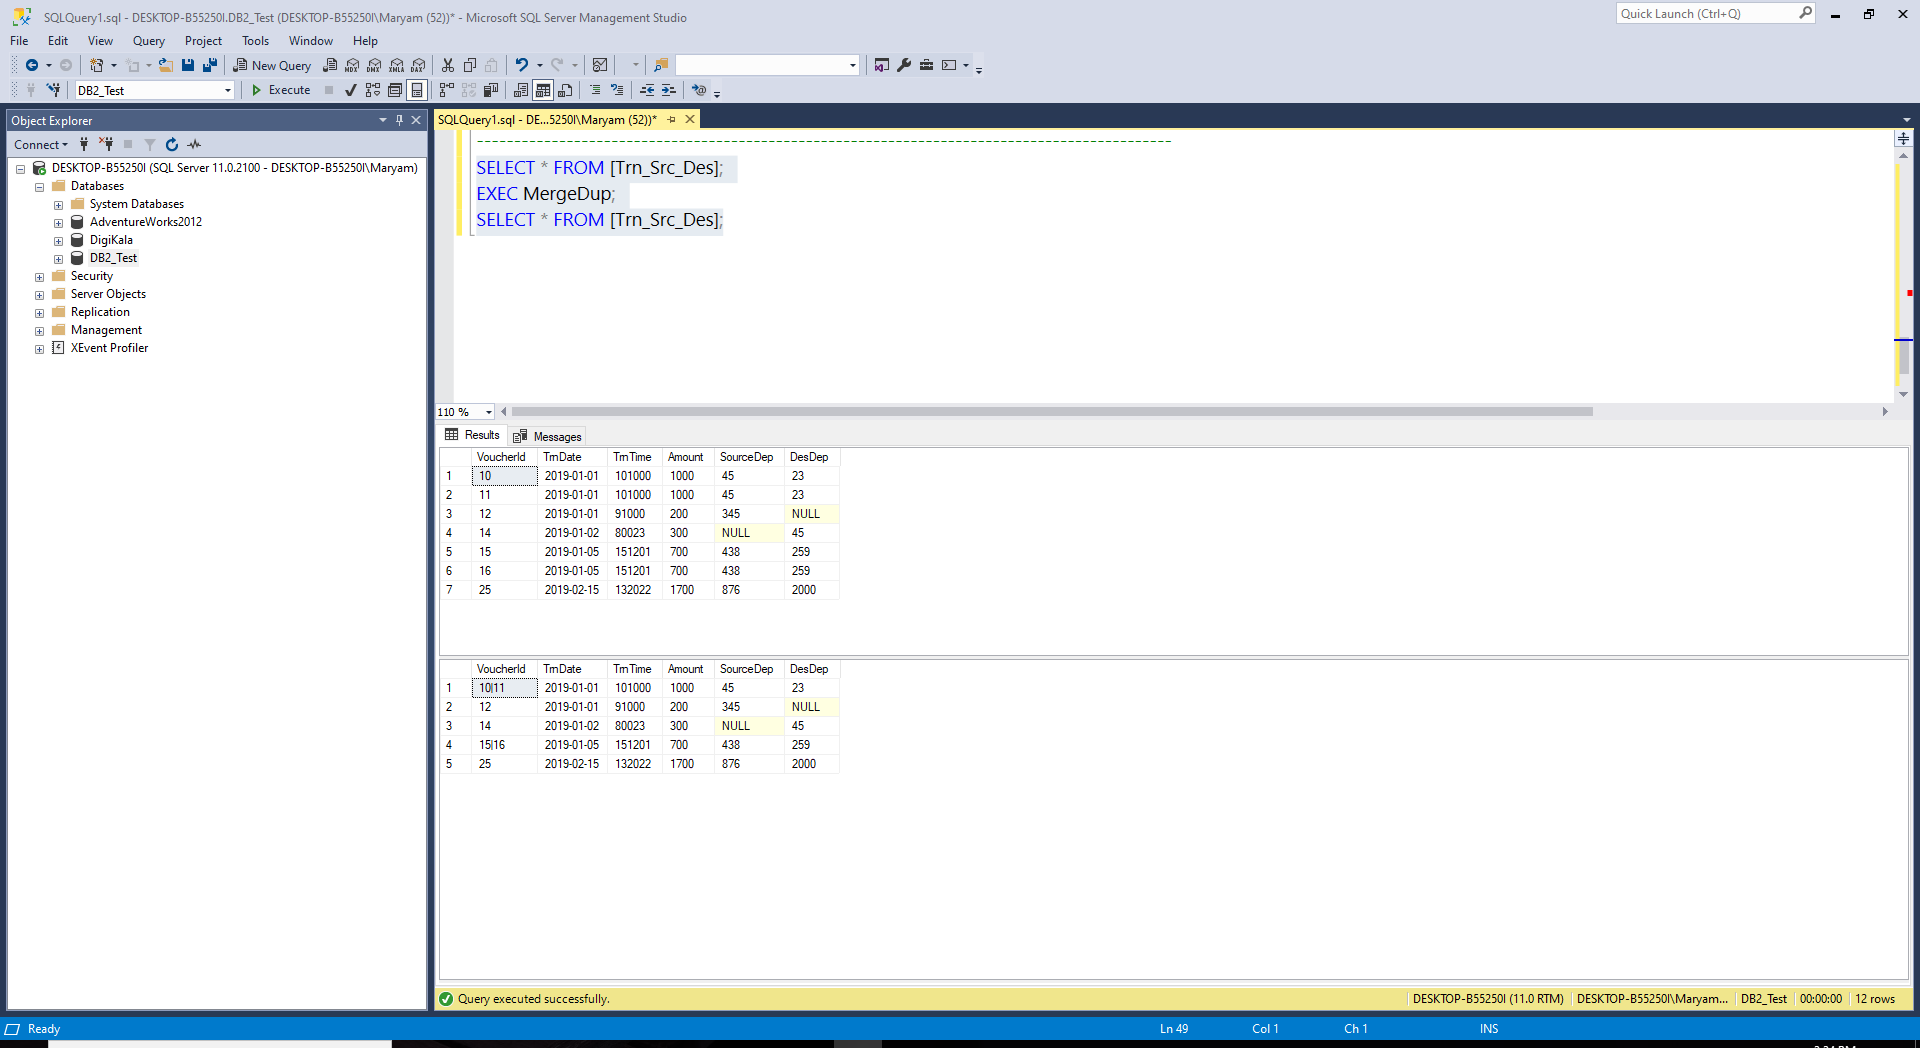 SQLQuery1.sql - DESKTOP-B55250I.DB2_Test (DESKTOP-B55250I\Maryam (52))* - Microsoft SQL Server Management Studio
Quick Launch (Ctrl+Q)
File Edit View Query Project Tools Window Help
New Query MDX DMX XMLA DAX
DB2_Test Execute
Object Explorer
Connect
DESKTOP-B55250I (SQL Server 11.0.2100 - DESKTOP-B55250I\Maryam)
Databases
System Databases
AdventureWorks2012
DigiKala
DB2_Test
Security
Server Objects
Replication
Management
XEvent Profiler
SQLQuery1.sql - DE...5250I\Maryam (52))*
SELECT * FROM [Trn_Src_Des];
EXEC MergeDup;
SELECT * FROM [Trn_Src_Des];
110 %
Results Messages
VoucherId TrnDate TrnTime Amount SourceDep DesDep
1 10 2019-01-01 101000 1000 45 23
2 11 2019-01-01 101000 1000 45 23
3 12 2019-01-01 91000 200 345 NULL
4 14 2019-01-02 80023 300 NULL 45
5 15 2019-01-05 151201 700 438 259
6 16 2019-01-05 151201 700 438 259
7 25 2019-02-15 132022 1700 876 2000
VoucherId TrnDate TrnTime Amount SourceDep DesDep
1 10|11 2019-01-01 101000 1000 45 23
2 12 2019-01-01 91000 200 345 NULL
3 14 2019-01-02 80023 300 NULL 45
4 15|16 2019-01-05 151201 700 438 259
5 25 2019-02-15 132022 1700 876 2000
Query executed successfully. DESKTOP-B55250I (11.0 RTM) DESKTOP-B55250I\Maryam... DB2_Test 00:00:00 12 rows
Ready Ln 49 Col 1 Ch 1 INS